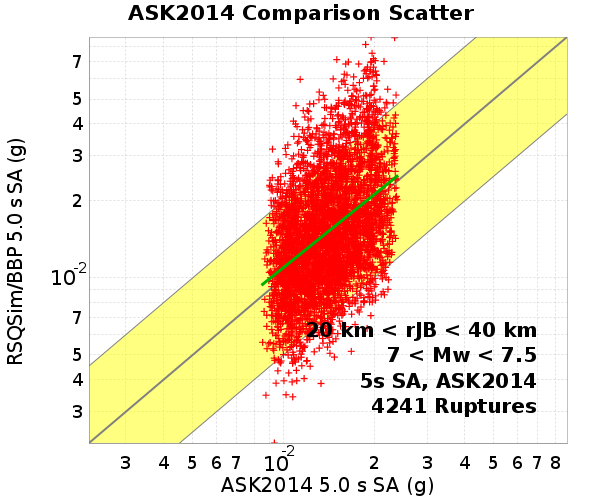 ASK2014 Comparison Scatter
RSQSim/BBP 5.0 s SA (g)
7
5
4
3
2
10-2
7
5
4
3
20 km < rJB < 40 km
7 < Mw < 7.5
5s SA, ASK2014
4241 Ruptures
3 4 5 6 7 10-2 2 3 4 5 6 7 8
ASK2014 5.0 s SA (g)